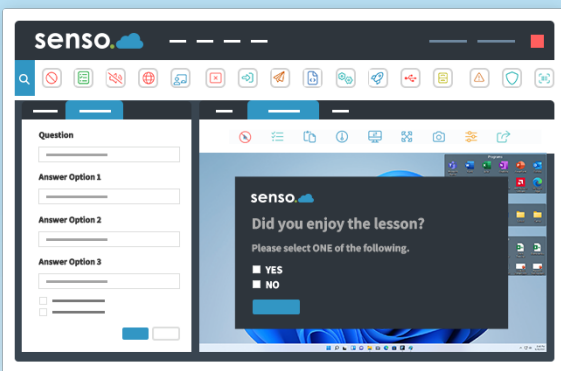 senso.
Question
Answer Option 1
Answer Option 2
Answer Option 3
senso.
Did you enjoy the lesson?
Please select ONE of the following.
YES
NO